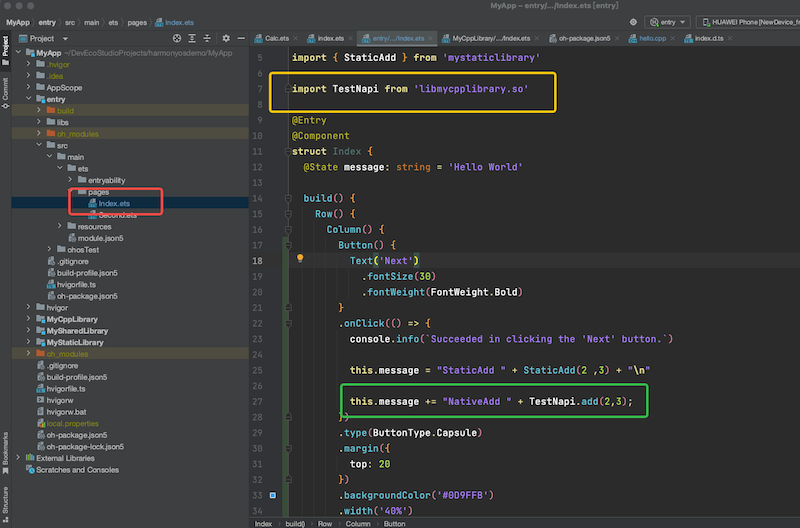 MyApp – entry/.../Index.ets [entry]
MyApp
entry
src
main
ets
pages
Index.ets
entry
HUAWEI Phone [NewDevice_fr
Project
Calc.ets
index.ets
entry/.../Index.ets
MyCppLibrary/.../Index.ets
oh-package.json5
hello.cpp
index.d.ts
Project
Commit
Bookmarks
Structure
MyApp ~/DevEcoStudioProjects/harmonyosdemo/MyApp
.hvigor
.idea
AppScope
entry
build
libs
oh_modules
src
main
ets
entryability
pages
Index.ets
Second.ets
resources
module.json5
ohosTest
.gitignore
build-profile.json5
hvigorfile.ts
oh-package.json5
hvigor
MyCppLibrary
MySharedLibrary
MyStaticLibrary
oh_modules
.gitignore
build-profile.json5
hvigorfile.ts
hvigorw
hvigorw.bat
local.properties
oh-package.json5
oh-package-lock.json5
External Libraries
Scratches and Consoles
5 import { StaticAdd } from 'mystaticlibrary'
6
7 import TestNapi from 'libmycpplibrary.so'
8
9 @Entry
10 @Component
11 struct Index {
12 @State message: string = 'Hello World'
13
14 build() {
15 Row() {
16 Column() {
17 Button() {
18 Text('Next')
19 .fontSize(30)
20 .fontWeight(FontWeight.Bold)
21 }
22 .onClick(() => {
23 console.info(`Succeeded in clicking the 'Next' button.`)
24
25 this.message = "StaticAdd " + StaticAdd(2 ,3) + "\n"
26
27 this.message += "NativeAdd " + TestNapi.add(2,3);
28 })
29 .type(ButtonType.Capsule)
30 .margin({
31 top: 20
32 })
33 .backgroundColor('#0D9FFB')
34 .width('40%')
Index
build()
Row
Column
Button